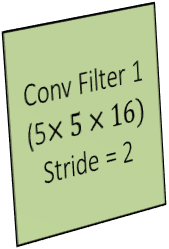 Conv Filter 1
(5× 5 × 16)
Stride = 2